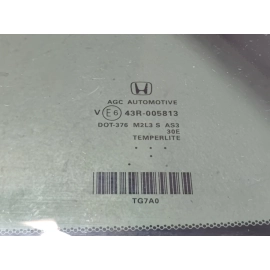 AGC AUTOMOTIVE
V E6 43R-005813
DOT-376 M2L3 S AS3
30E
TEMPERLITE
TG7A0